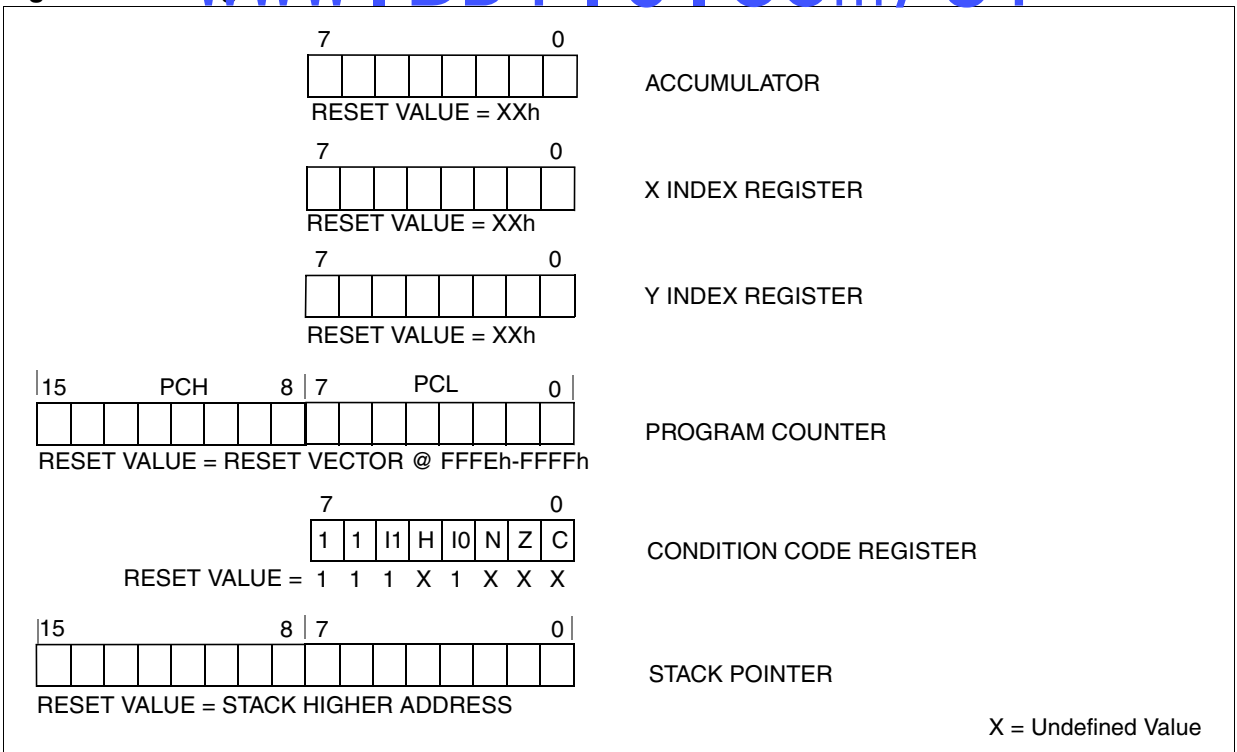 7 0
ACCUMULATOR
RESET VALUE = XXh
7 0
X INDEX REGISTER
RESET VALUE = XXh
7 0
Y INDEX REGISTER
RESET VALUE = XXh
15 PCH 8 7 PCL 0
PROGRAM COUNTER
RESET VALUE = RESET VECTOR @ FFFEh-FFFFh
7 0
1 1 I1 H I0 N Z C
CONDITION CODE REGISTER
RESET VALUE = 1 1 1 X 1 X X X
15 8 7 0
STACK POINTER
RESET VALUE = STACK HIGHER ADDRESS
X = Undefined Value